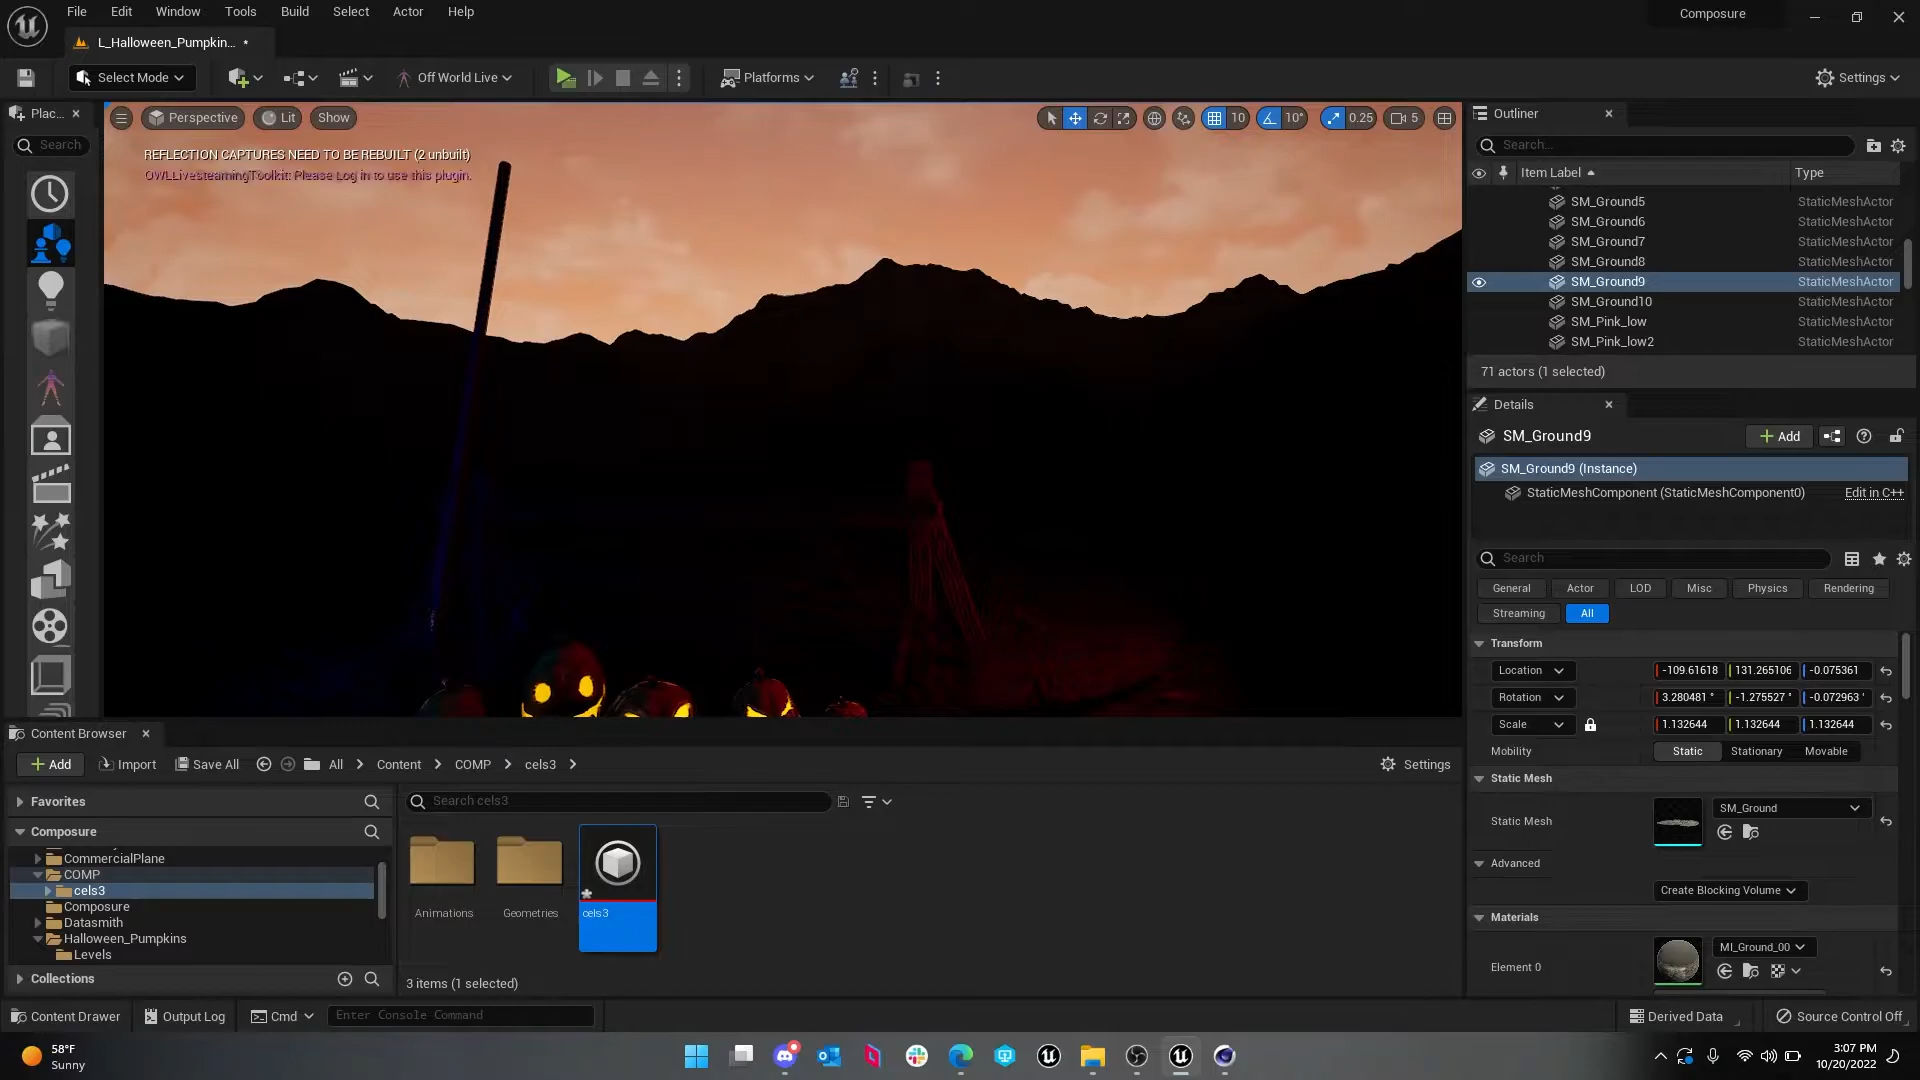 File Edit Window Tools Build Select Actor Help
Composure
L_Halloween_Pumpkin... •
Select Mode
Off World Live
Platforms
Settings
Plac...
Search
Perspective
Lit
Show
10
10°
0.25
5
REFLECTION CAPTURES NEED TO BE REBUILT (2 unbuilt)
OWLLivesteamingToolkit: Please Log in to use this plugin.
Outliner
Search...
Item Label
Type
SM_Ground5 StaticMeshActor
SM_Ground6 StaticMeshActor
SM_Ground7 StaticMeshActor
SM_Ground8 StaticMeshActor
SM_Ground9 StaticMeshActor
SM_Ground10 StaticMeshActor
SM_Pink_low StaticMeshActor
SM_Pink_low2 StaticMeshActor
71 actors (1 selected)
Details
SM_Ground9
Add
SM_Ground9 (Instance)
StaticMeshComponent (StaticMeshComponent0) Edit in C++
Search
General Actor LOD Misc Physics Rendering
Streaming All
Transform
Location -109.61618 131.265106 -0.075361
Rotation 3.280481 ° -1.275527 ° -0.072963 °
Scale 1.132644 1.132644 1.132644
Mobility Static Stationary Movable
Static Mesh
Static Mesh SM_Ground
Advanced
Create Blocking Volume
Materials
Element 0 MI_Ground_00
Content Browser
Add Import Save All All Content COMP cels3 Settings
Favorites
Composure
CommercialPlane
COMP
cels3
Composure
Datasmith
Halloween_Pumpkins
Levels
Collections
Search cels3
Animations Geometries cels3
3 items (1 selected)
Content Drawer Output Log Cmd Enter Console Command
Derived Data Source Control Off
58°F
Sunny
3:07 PM
10/20/2022